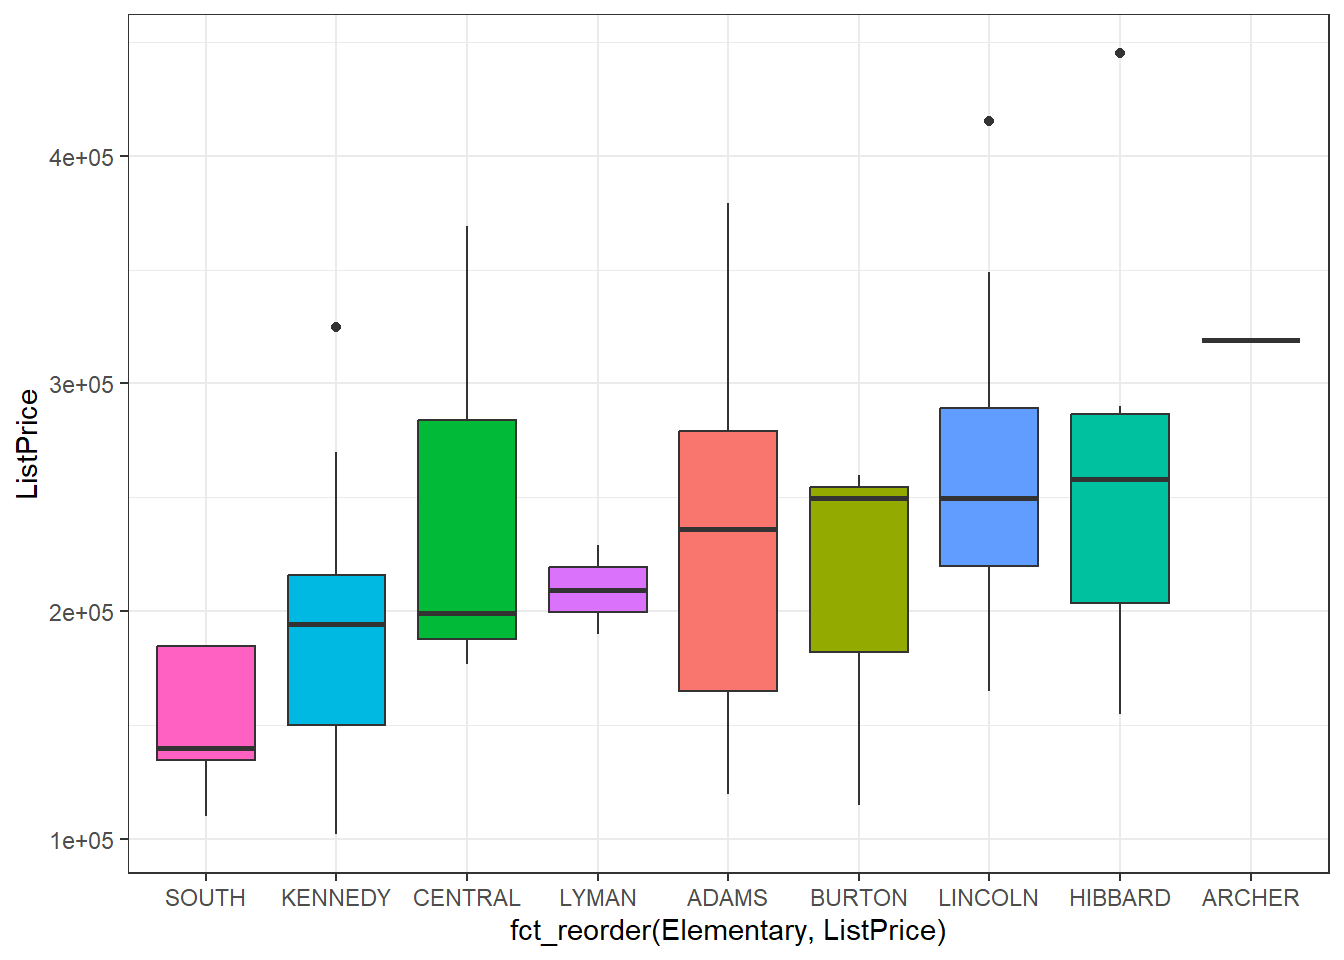 4e+05
3e+05
2e+05
1e+05
ListPrice
SOUTH KENNEDY CENTRAL LYMAN ADAMS BURTON LINCOLN HIBBARD ARCHER
fct_reorder(Elementary, ListPrice)